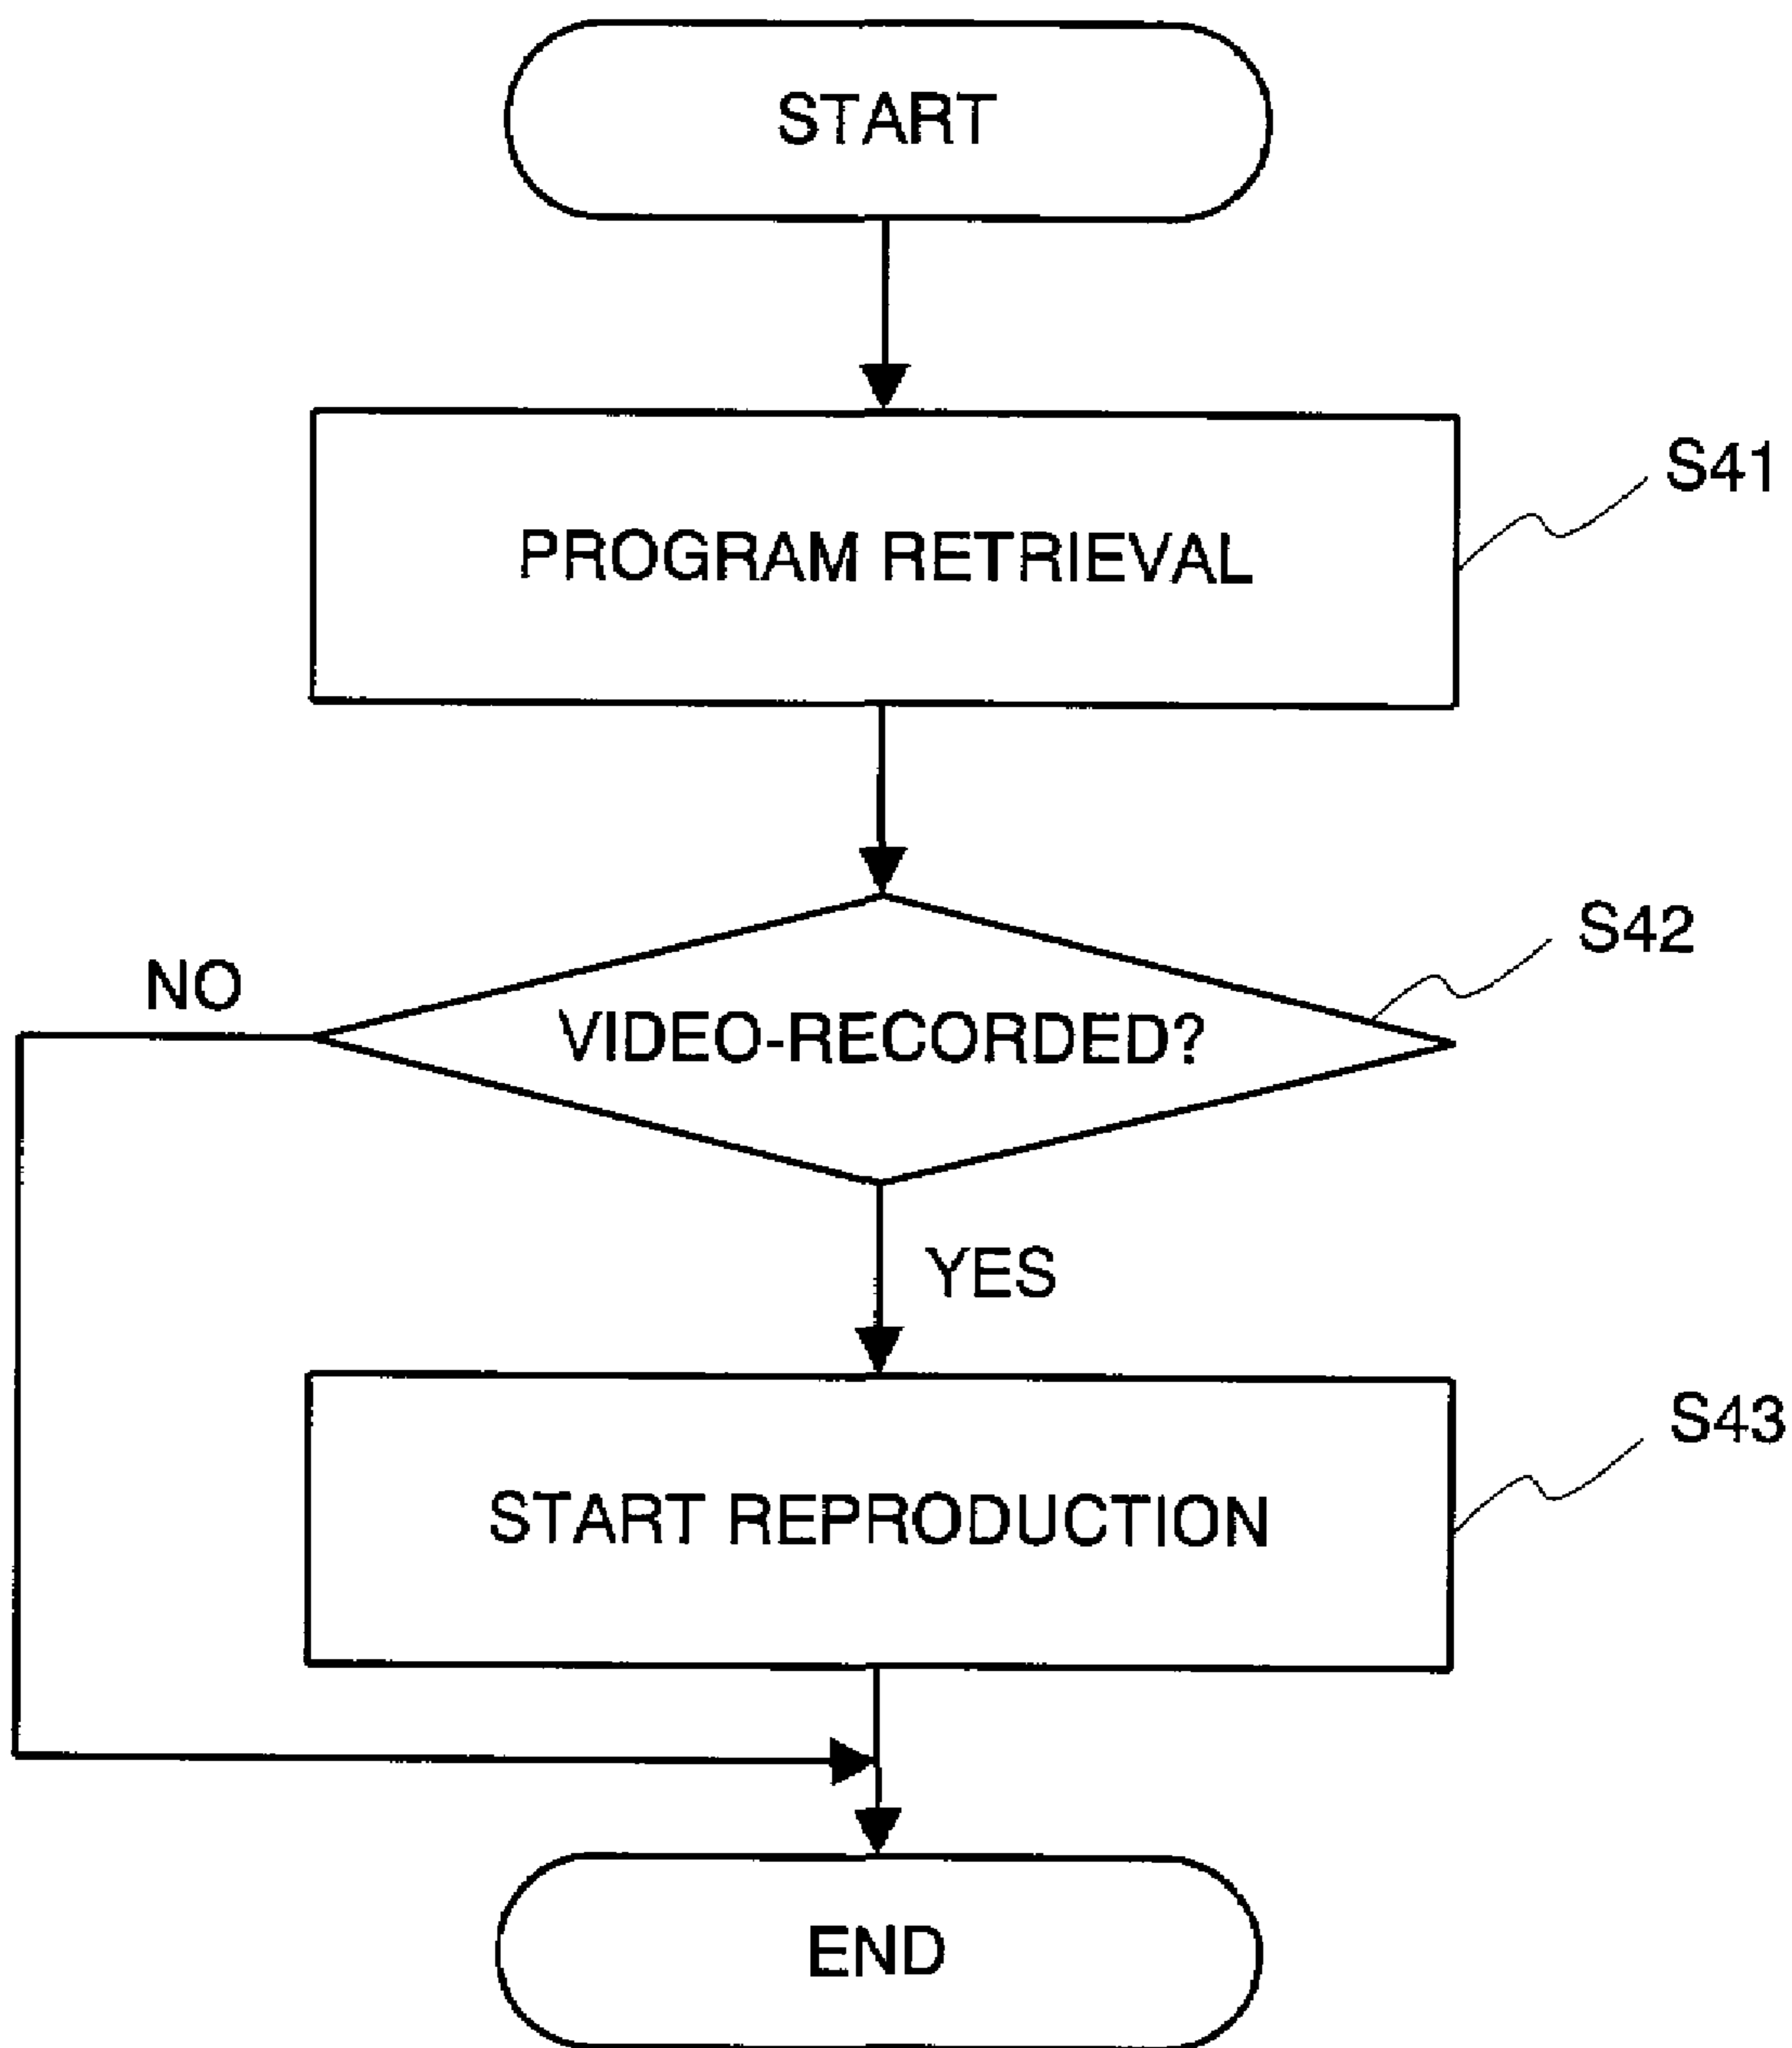 START
PROGRAM RETRIEVAL
S41
VIDEO-RECORDED?
S42
NO
YES
START REPRODUCTION
S43
END